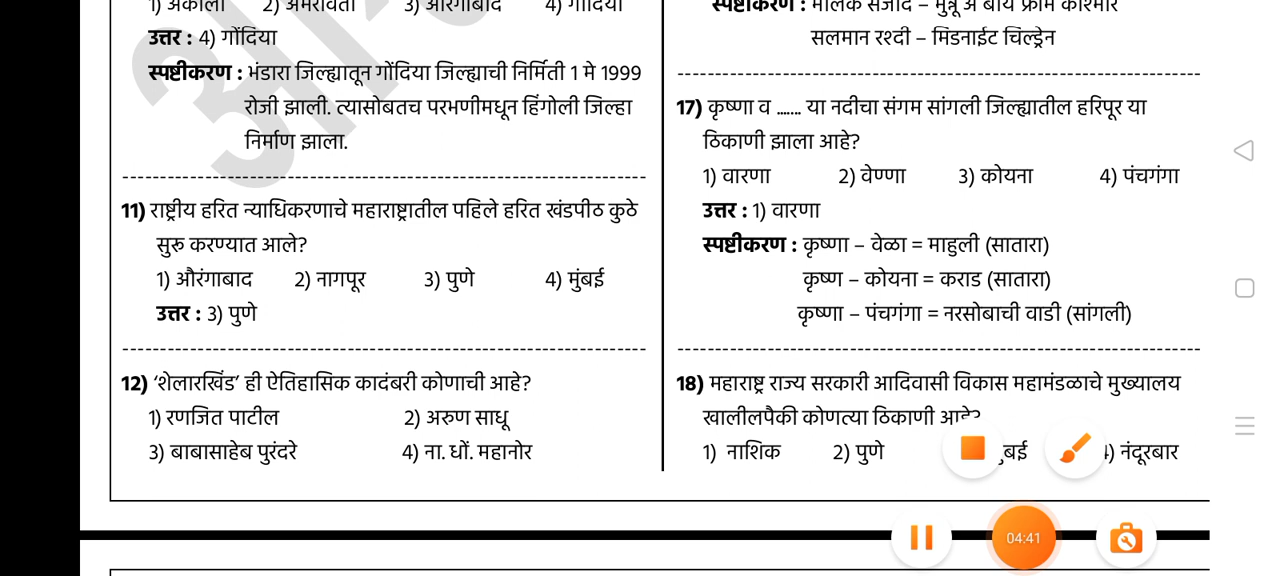 1) अकोला 2) अमरावती 3) औरंगाबाद 4) गोंदिया
उत्तर : 4) गोंदिया
स्पष्टीकरण : भंडारा जिल्ह्यातून गोंदिया जिल्ह्याची निर्मिती 1 मे 1999
रोजी झाली. त्यासोबतच परभणीमधून हिंगोली जिल्हा
निर्माण झाला.
11) राष्ट्रीय हरित न्याधिकरणाचे महाराष्ट्रातील पहिले हरित खंडपीठ कुठे
सुरू करण्यात आले?
1) औरंगाबाद 2) नागपूर 3) पुणे 4) मुंबई
उत्तर : 3) पुणे
12) ‘शेलारखिंड’ ही ऐतिहासिक कादंबरी कोणाची आहे?
1) रणजित पाटील 2) अरुण साधू
3) बाबासाहेब पुरंदरे 4) ना. धों. महानोर
स्पष्टीकरण : मालिक सजाद – मुन्नू अ बॉय फ्रॉम काश्मीर
सलमान रश्दी – मिडनाईट चिल्ड्रेन
17) कृष्णा व ...... या नदीचा संगम सांगली जिल्ह्यातील हरिपूर या
ठिकाणी झाला आहे?
1) वारणा 2) वेण्णा 3) कोयना 4) पंचगंगा
उत्तर : 1) वारणा
स्पष्टीकरण : कृष्णा – वेळा = माहुली (सातारा)
कृष्ण – कोयना = कराड (सातारा)
कृष्णा – पंचगंगा = नरसोबाची वाडी (सांगली)
18) महाराष्ट्र राज्य सरकारी आदिवासी विकास महामंडळाचे मुख्यालय
खालीलपैकी कोणत्या ठिकाणी आहे?
1) नाशिक 2) पुणे 4) नंदूरबार
04:41